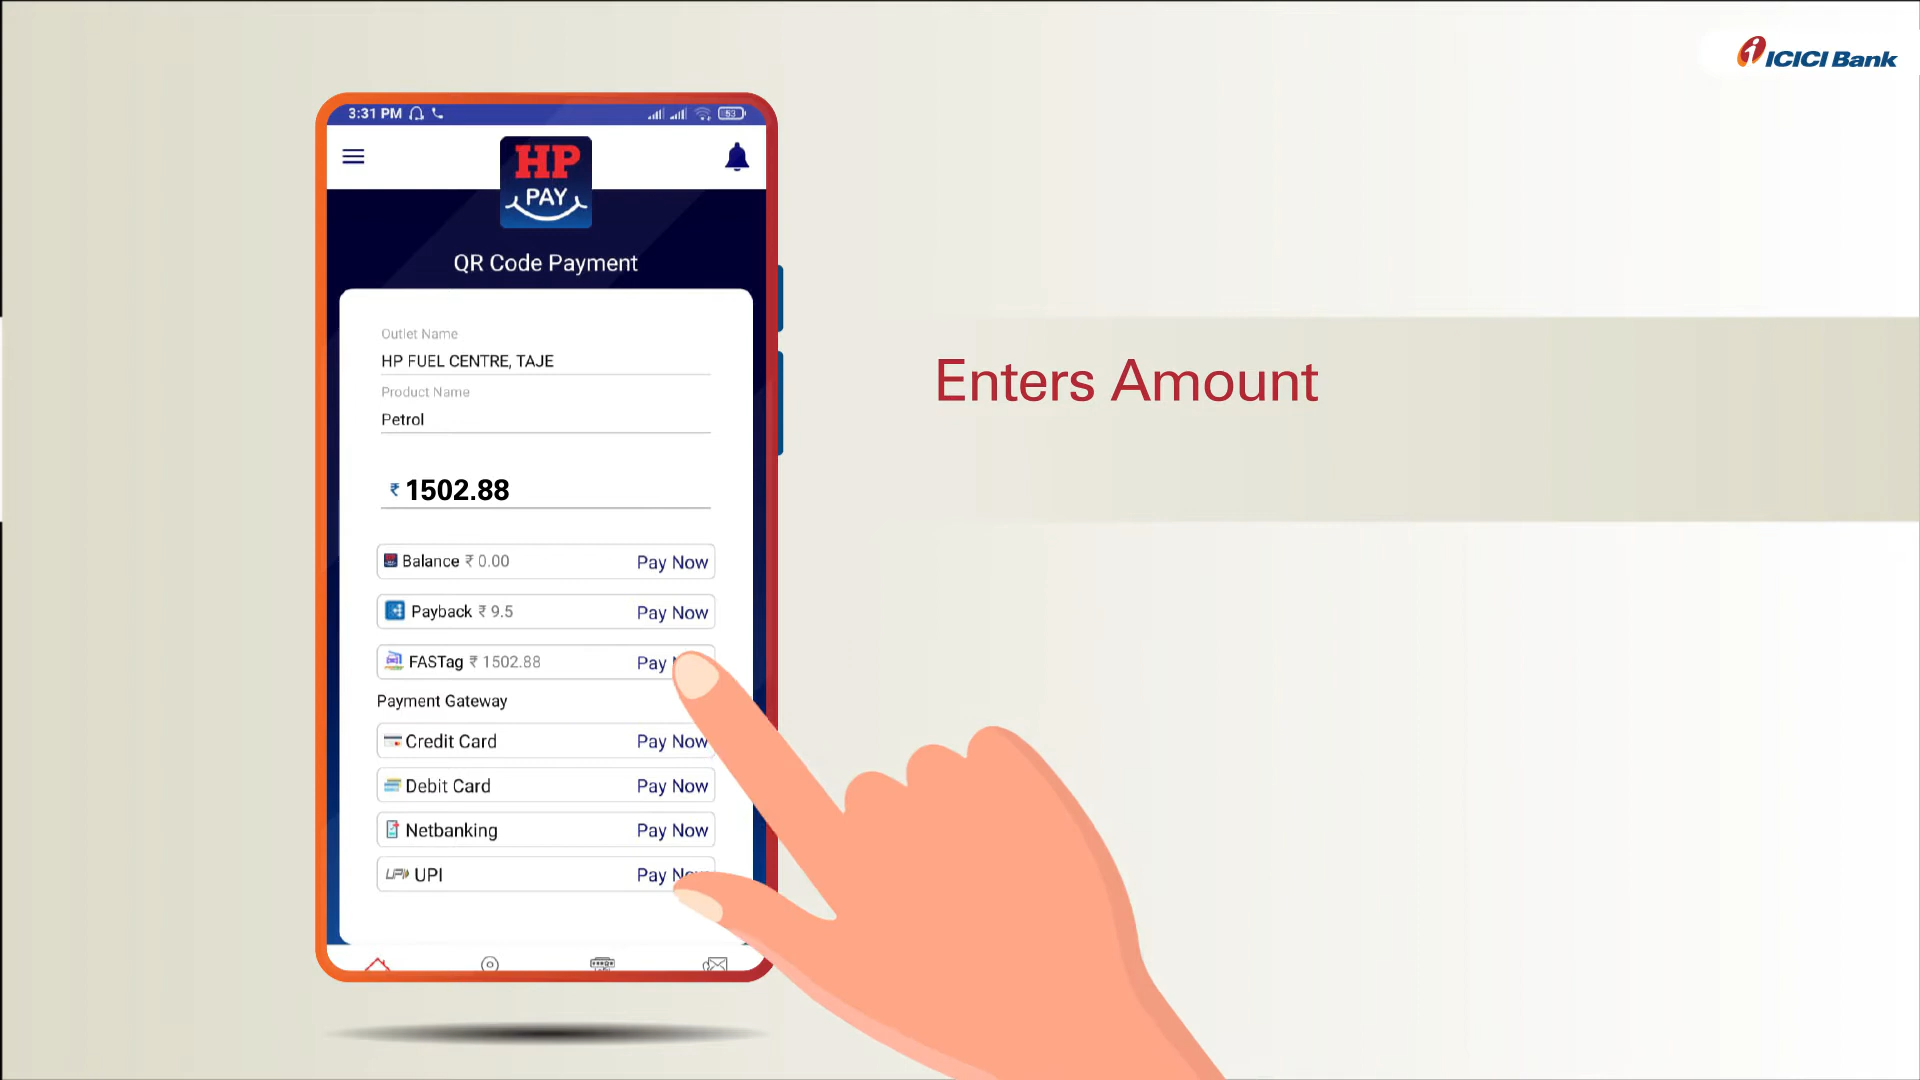 ICICI Bank
3:31 PM
53
HP
PAY
QR Code Payment
Outlet Name
HP FUEL CENTRE, TAJE
Product Name
Petrol
₹ 1502.88
Enters Amount
Balance ₹ 0.00 Pay Now
Payback ₹ 9.5 Pay Now
FASTag ₹ 1502.88 Pay
Payment Gateway
Credit Card Pay Now
Debit Card Pay Now
Netbanking Pay Now
UPI UPI Pay Now